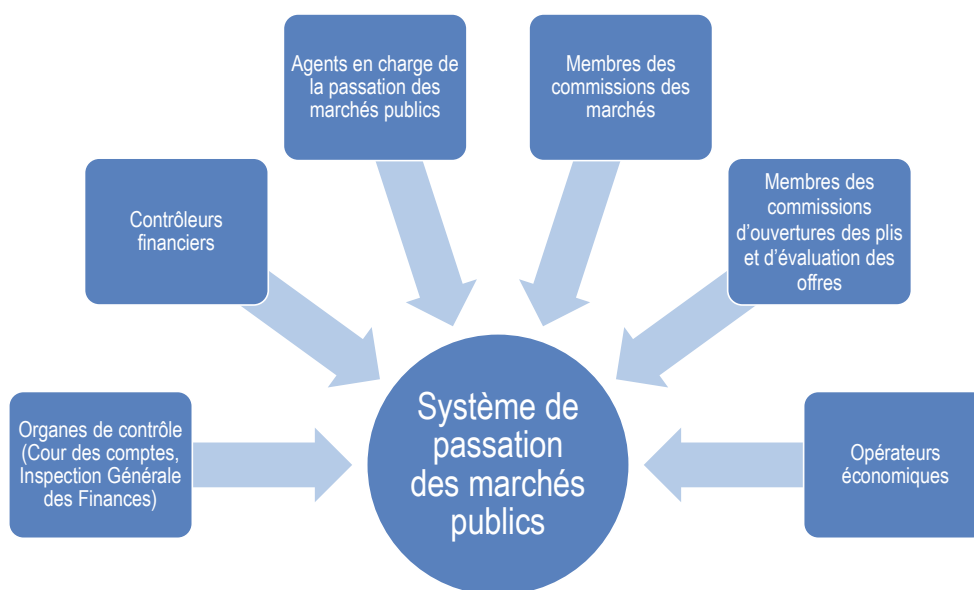 Agents en charge de
la passation des
marchés publics
Membres des
commissions des
marchés
Contrôleurs
financiers
Membres des
commissions
d'ouvertures des plis
et d'évaluation des
offres
Organes de contrôle
(Cour des comptes,
Inspection Générale
des Finances)
Système de
passation
des marchés
publics
Opérateurs
économiques